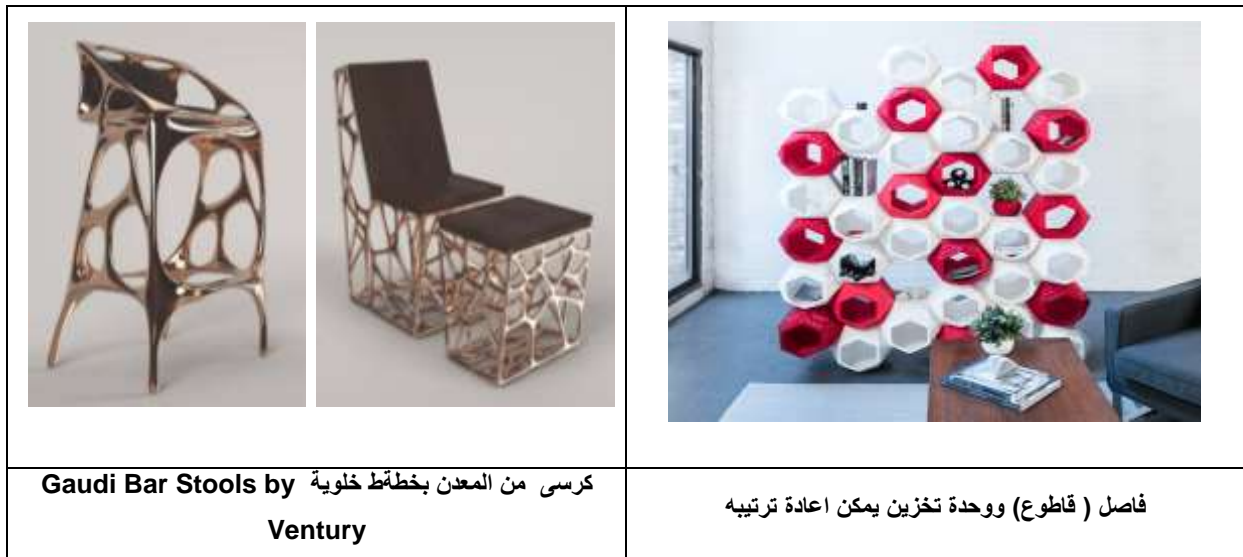 فاصل ( قاطوع) ووحدة تخزين يمكن اعادة ترتيبه
كرسى من المعدن بخطةط خلوية Gaudi Bar Stools by
Ventury